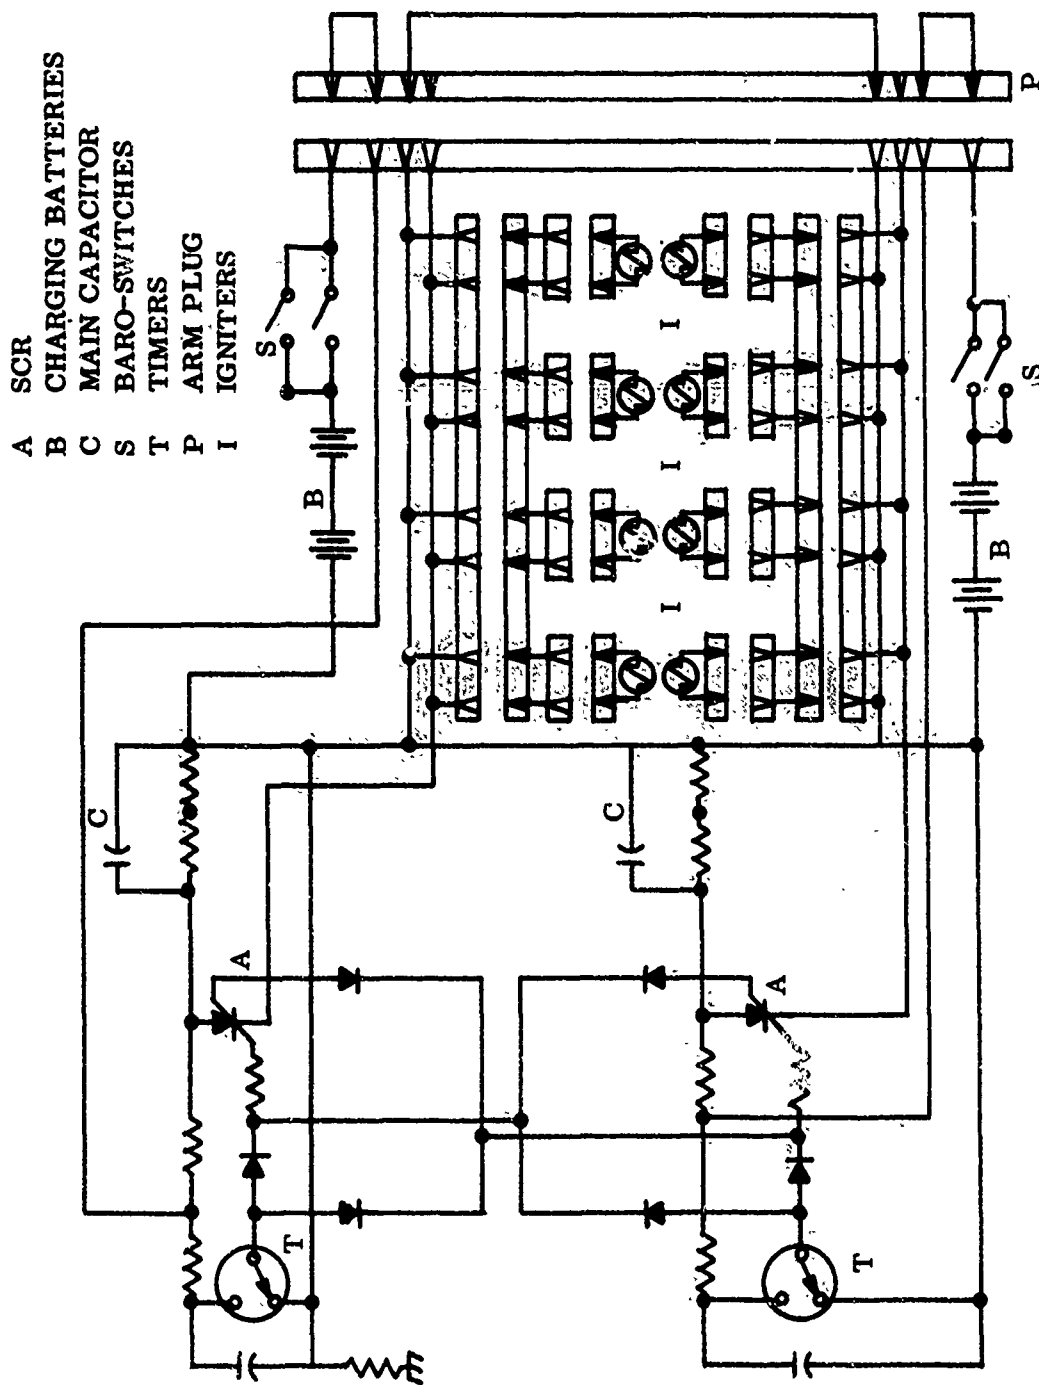 A SCR
B CHARGING BATTERIES
C MAIN CAPACITOR
S BARO-SWITCHES
T TIMERS
P ARM PLUG
I IGNITERS
S
B
C
A
T
I
I
I
C
A
T
P
S
B